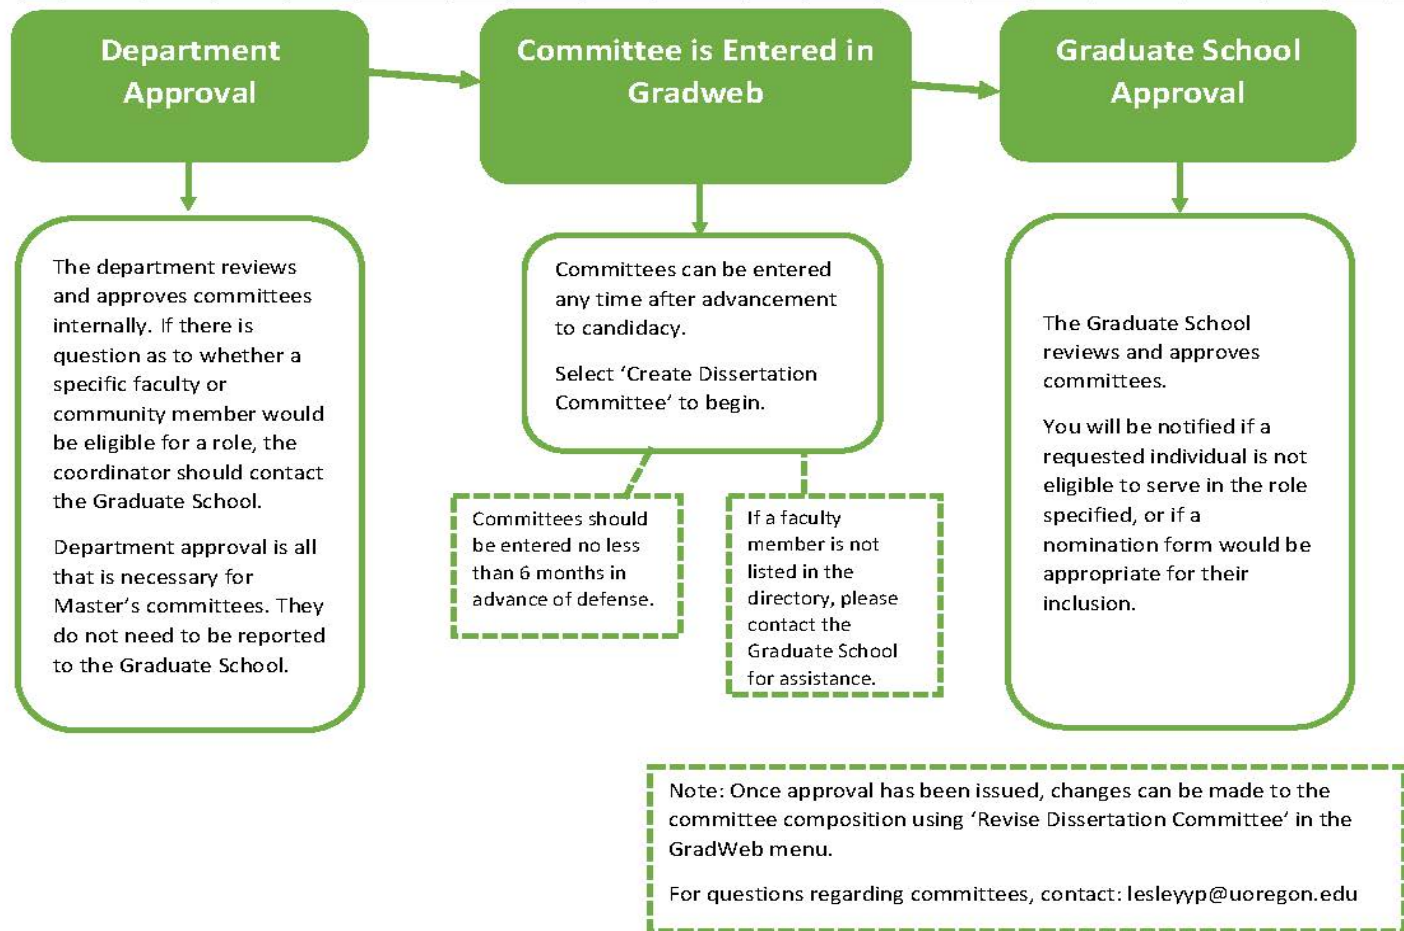 Department
Approval
Committee is Entered in
Gradweb
Graduate School
Approval
The department reviews
and approves committees
internally. If there is
question as to whether a
specific faculty or
community member would
be eligible for a role, the
coordinator should contact
the Graduate School.
Department approval is all
that is necessary for
Master's committees. They
do not need to be reported
to the Graduate School.
Committees can be entered
any time after advancement
to candidacy.
Select ‘Create Dissertation
Committee’ to begin.
Committees should
be entered no less
than 6 months in
advance of defense.
If a faculty
member is not
listed in the
directory, please
contact the
Graduate School
for assistance.
The Graduate School
reviews and approves
committees.
You will be notified if a
requested individual is not
eligible to serve in the role
specified, or if a
nomination form would be
appropriate for their
inclusion.
Note: Once approval has been issued, changes can be made to the
committee composition using ‘Revise Dissertation Committee’ in the
GradWeb menu.
For questions regarding committees, contact: lesleyyp@uoregon.edu